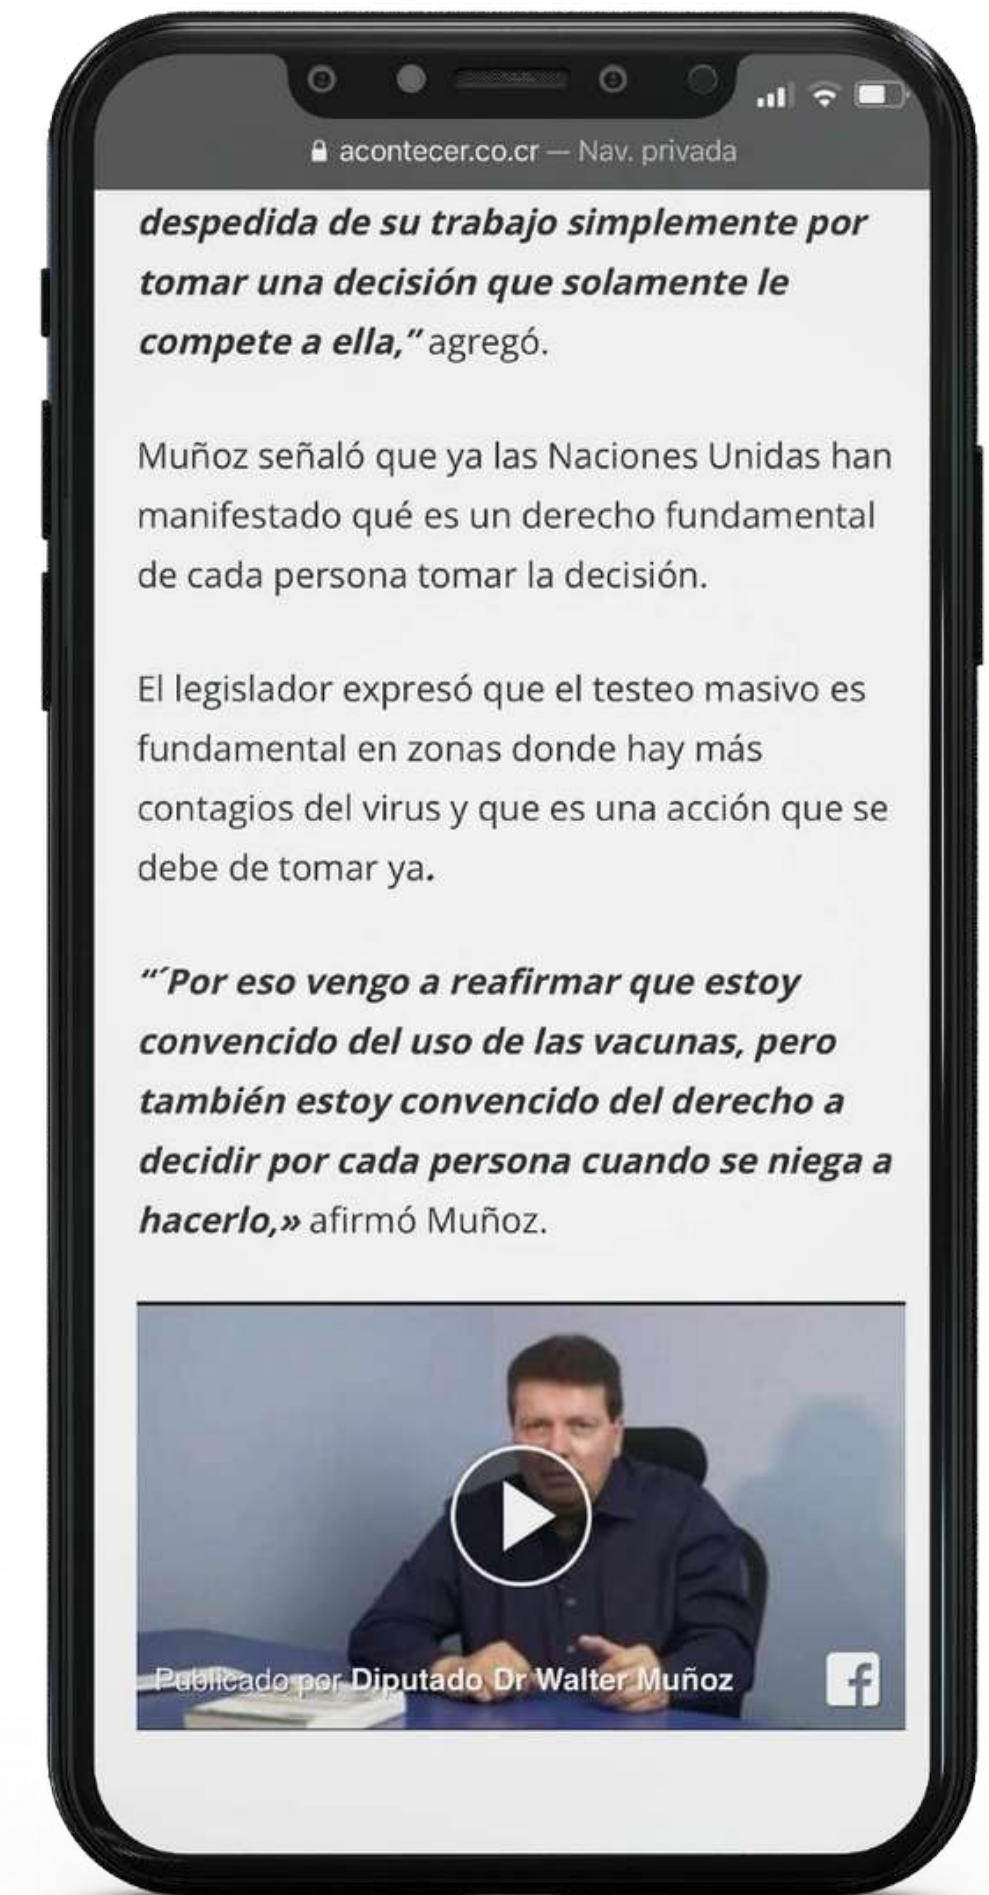 acontecer.co.cr — Nav. privada
despedida de su trabajo simplemente por
tomar una decisión que solamente le
compete a ella,” agregó.
Muñoz señaló que ya las Naciones Unidas han
manifestado qué es un derecho fundamental
de cada persona tomar la decisión.
El legislador expresó que el testeo masivo es
fundamental en zonas donde hay más
contagios del virus y que es una acción que se
debe de tomar ya.
“´Por eso vengo a reafirmar que estoy
convencido del uso de las vacunas, pero
también estoy convencido del derecho a
decidir por cada persona cuando se niega a
hacerlo,» afirmó Muñoz.
Publicado por Diputado Dr Walter Muñoz